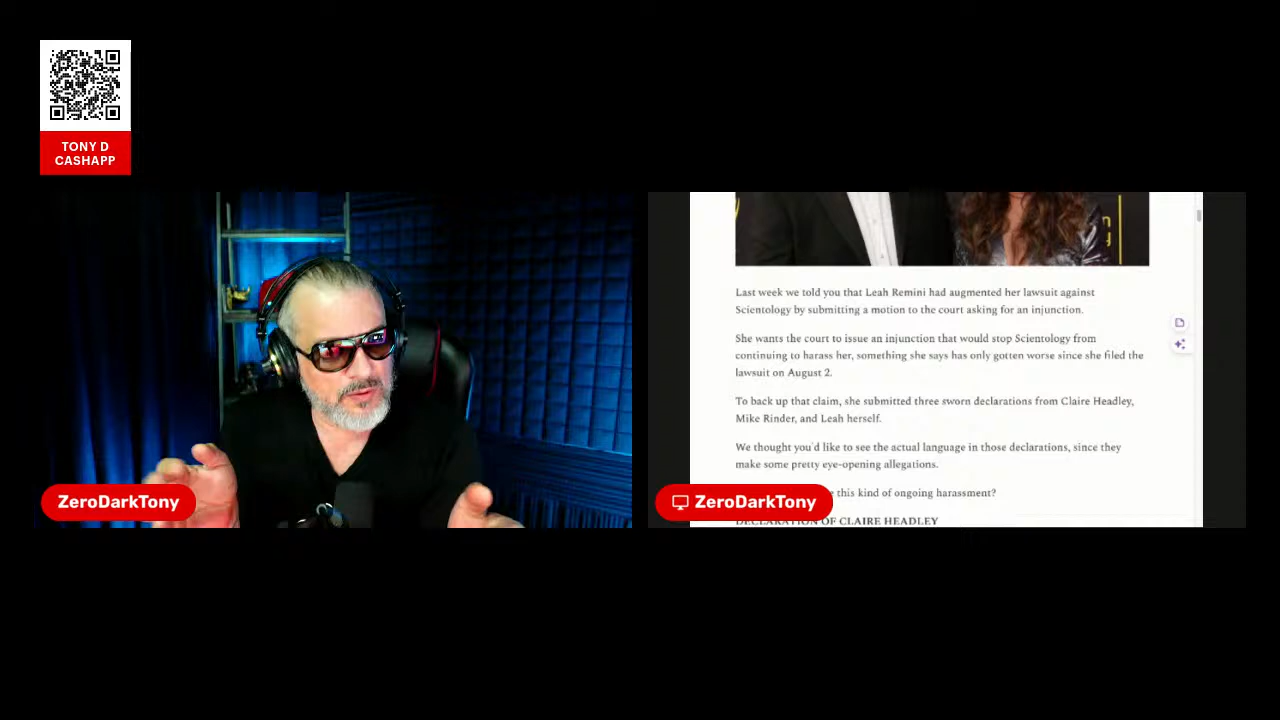 TONY D
CASHAPP
Last week we told you that Leah Remini had augmented her lawsuit against
Scientology by submitting a motion to the court asking for an injunction.
She wants the court to issue an injunction that would stop Scientology from
continuing to harass her, something she says has only gotten worse since she filed the
lawsuit on August 2.
To back up that claim, she submitted three sworn declarations from Claire Headley,
Mike Rinder, and Leah herself.
We thought you'd like to see the actual language in those declarations, since they
make some pretty eye-opening allegations.
this kind of ongoing harassment?
DECLARATION OF CLAIRE HEADLEY
ZeroDarkTony
ZeroDarkTony